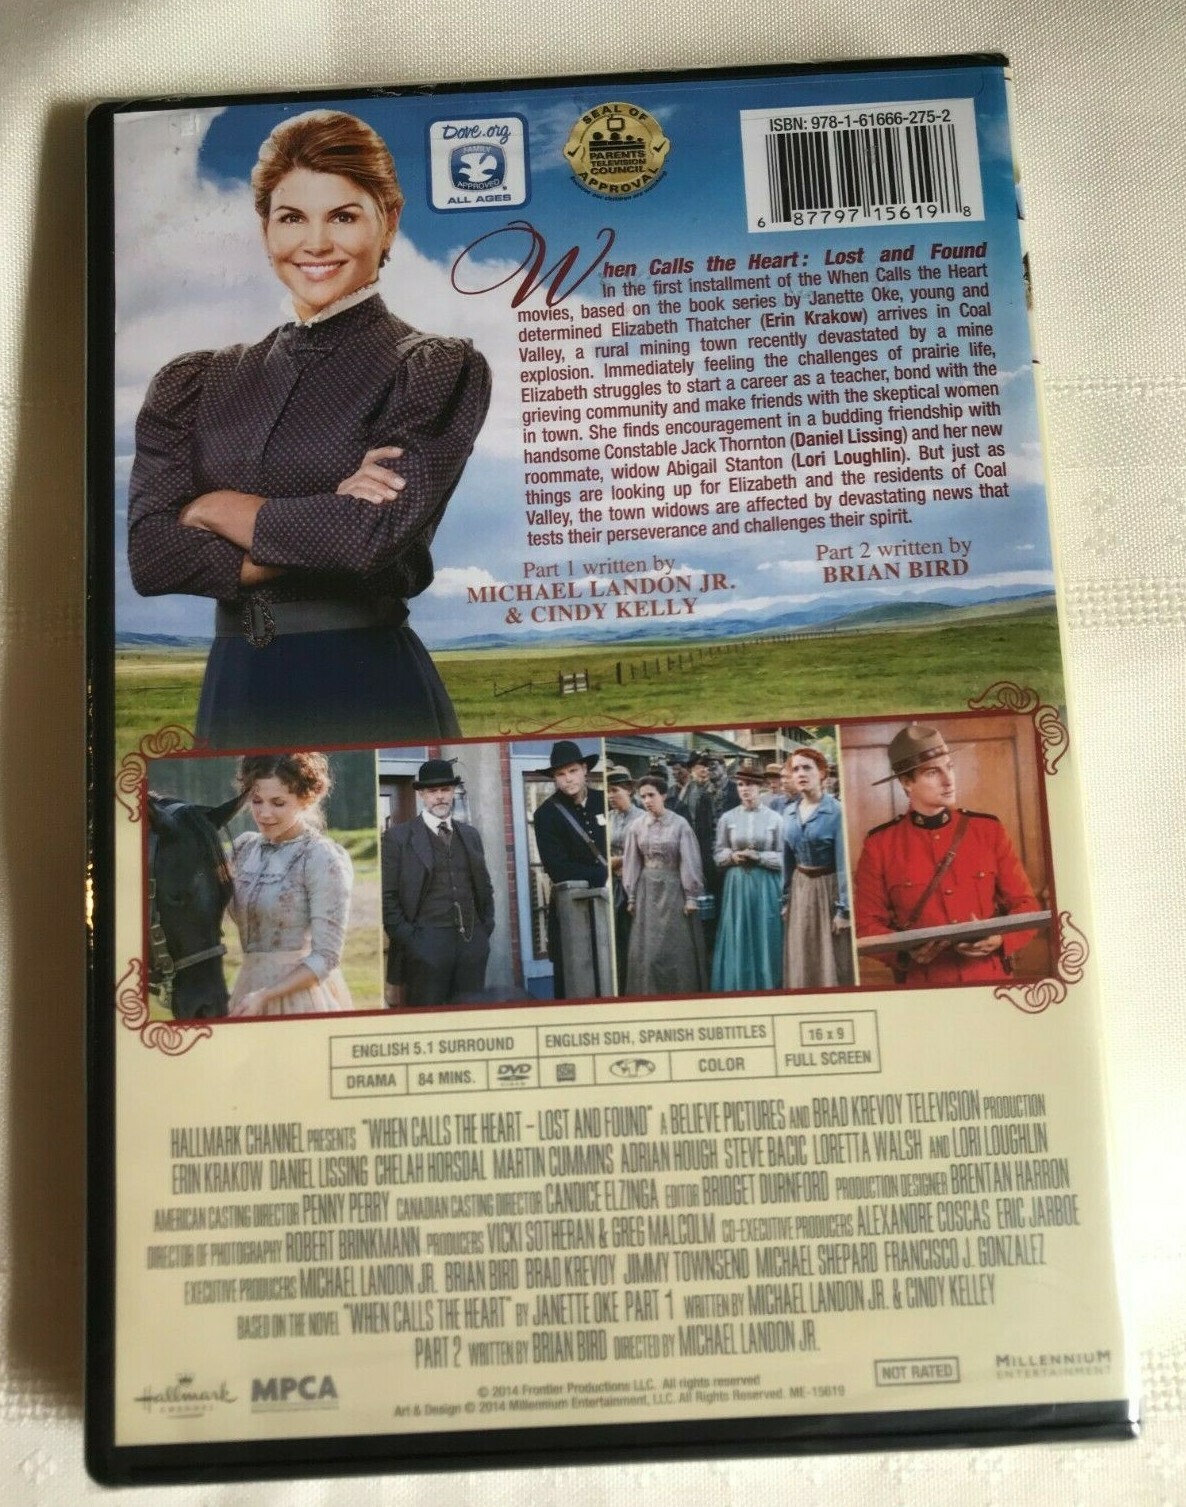 Dove.org
FAMILY
APPROVED
ALL AGES
SEAL OF
PARENTS
TELEVISION
COUNCIL
APPROVAL
ISBN: 978-1-61666-275-2
6 87797 15619 8
When Calls the Heart: Lost and Found
In the first installment of the When Calls the Heart
movies, based on the book series by Janette Oke, young and
determined Elizabeth Thatcher (Erin Krakow) arrives in Coal
Valley, a rural mining town recently devastated by a mine
explosion. Immediately feeling the challenges of prairie life,
Elizabeth struggles to start a career as a teacher, bond with the
grieving community and make friends with the skeptical women
in town. She finds encouragement in a budding friendship with
handsome Constable Jack Thornton (Daniel Lissing) and her new
roommate, widow Abigail Stanton (Lori Loughlin). But just as
things are looking up for Elizabeth and the residents of Coal
Valley, the town widows are affected by devastating news that
tests their perseverance and challenges their spirit.
Part 1 written by
MICHAEL LANDON JR.
& CINDY KELLY
Part 2 written by
BRIAN BIRD
ENGLISH 5.1 SURROUND
ENGLISH SDH, SPANISH SUBTITLES
16 x 9
FULL SCREEN
DRAMA
84 MINS.
DVD
VIDEO
COLOR
HALLMARK CHANNEL PRESENTS "WHEN CALLS THE HEART – LOST AND FOUND" A BELIEVE PICTURES AND BRAD KREVOY TELEVISION PRODUCTION
ERIN KRAKOW DANIEL LISSING CHELAH HORSDAL MARTIN CUMMINS ADRIAN HOUGH STEVE BACIC LORETTA WALSH AND LORI LOUGHLIN
AMERICAN CASTING DIRECTOR PENNY PERRY CANADIAN CASTING DIRECTOR CANDICE ELZINGA EDITOR BRIDGET DURNFORD PRODUCTION DESIGNER BRENTAN HARRON
DIRECTOR OF PHOTOGRAPHY ROBERT BRINKMANN PRODUCERS VICKI SOTHERAN & GREG MALCOLM CO-EXECUTIVE PRODUCERS ALEXANDRE COSCAS ERIC JARBOE
EXECUTIVE PRODUCERS MICHAEL LANDON JR. BRIAN BIRD BRAD KREVOY JIMMY TOWNSEND MICHAEL SHEPARD FRANCISCO J. GONZALEZ
BASED ON THE NOVEL "WHEN CALLS THE HEART" BY JANETTE OKE PART 1 WRITTEN BY MICHAEL LANDON JR. & CINDY KELLEY
PART 2 WRITTEN BY BRIAN BIRD DIRECTED BY MICHAEL LANDON JR.
Hallmark
CHANNEL
MPCA
© 2014 Frontier Productions LLC. All rights reserved
Art & Design © 2014 Millennium Entertainment, LLC. All Rights Reserved. ME-15619
NOT RATED
MILLENNIUM
ENTERTAINMENT